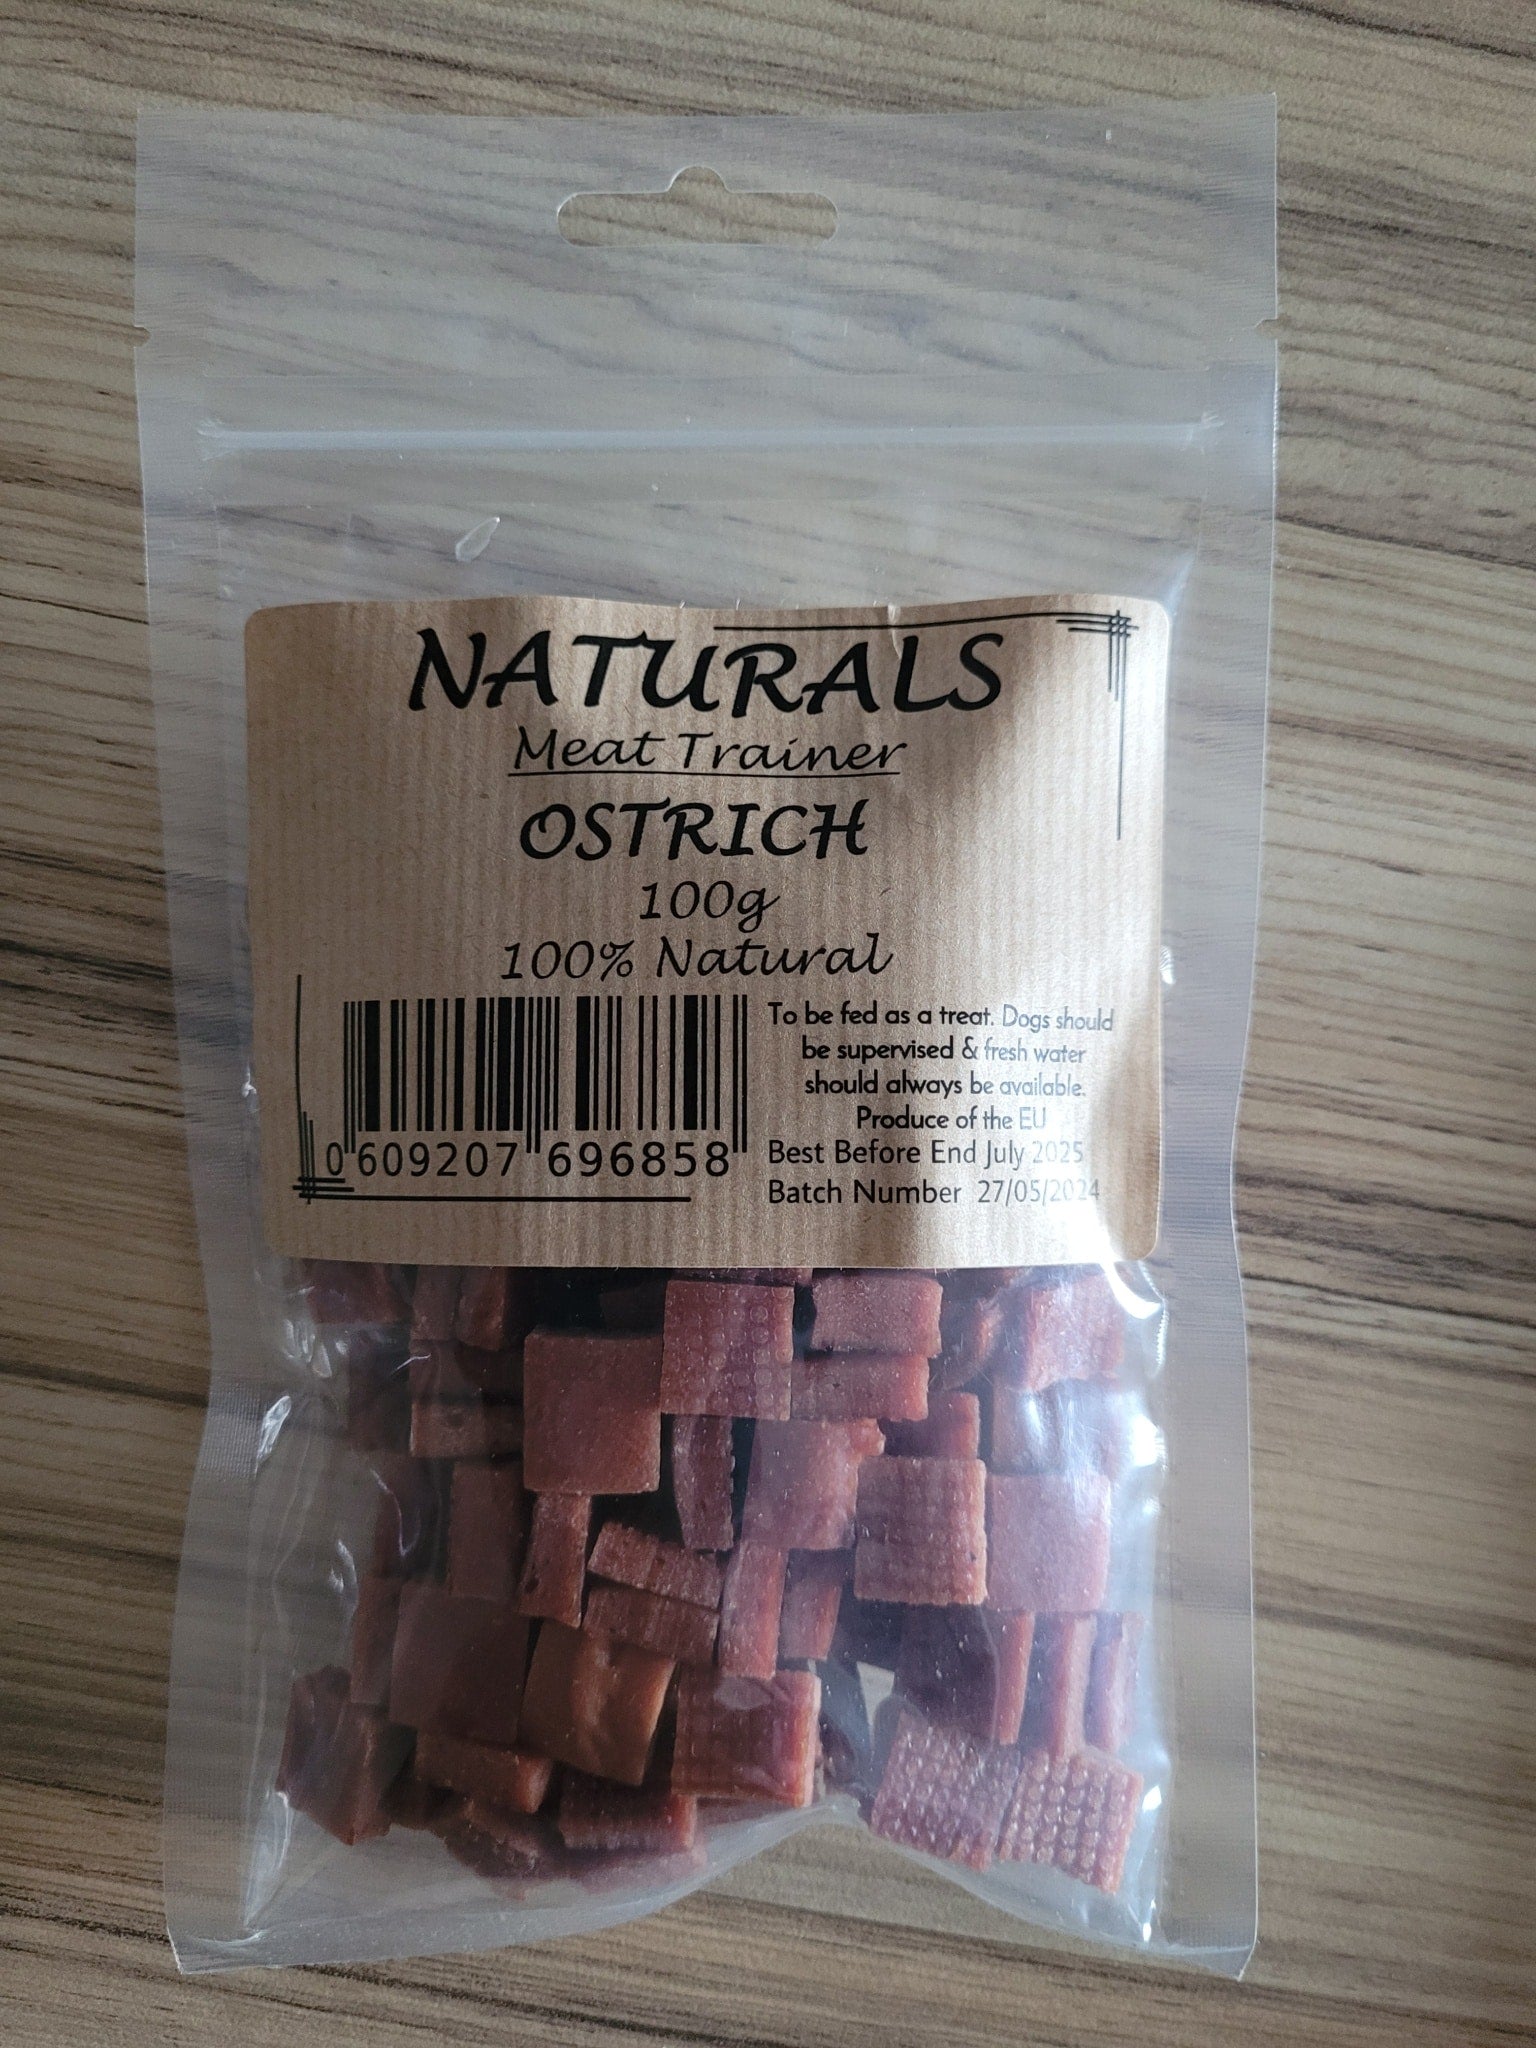 NATURALS
Meat Trainer
OSTRICH
100g
100% Natural
To be fed as a treat. Dogs should
be supervised & fresh water
should always be available.
Produce of the EU
Best Before End July 2025
Batch Number 27/05/2024
0 609207 696858